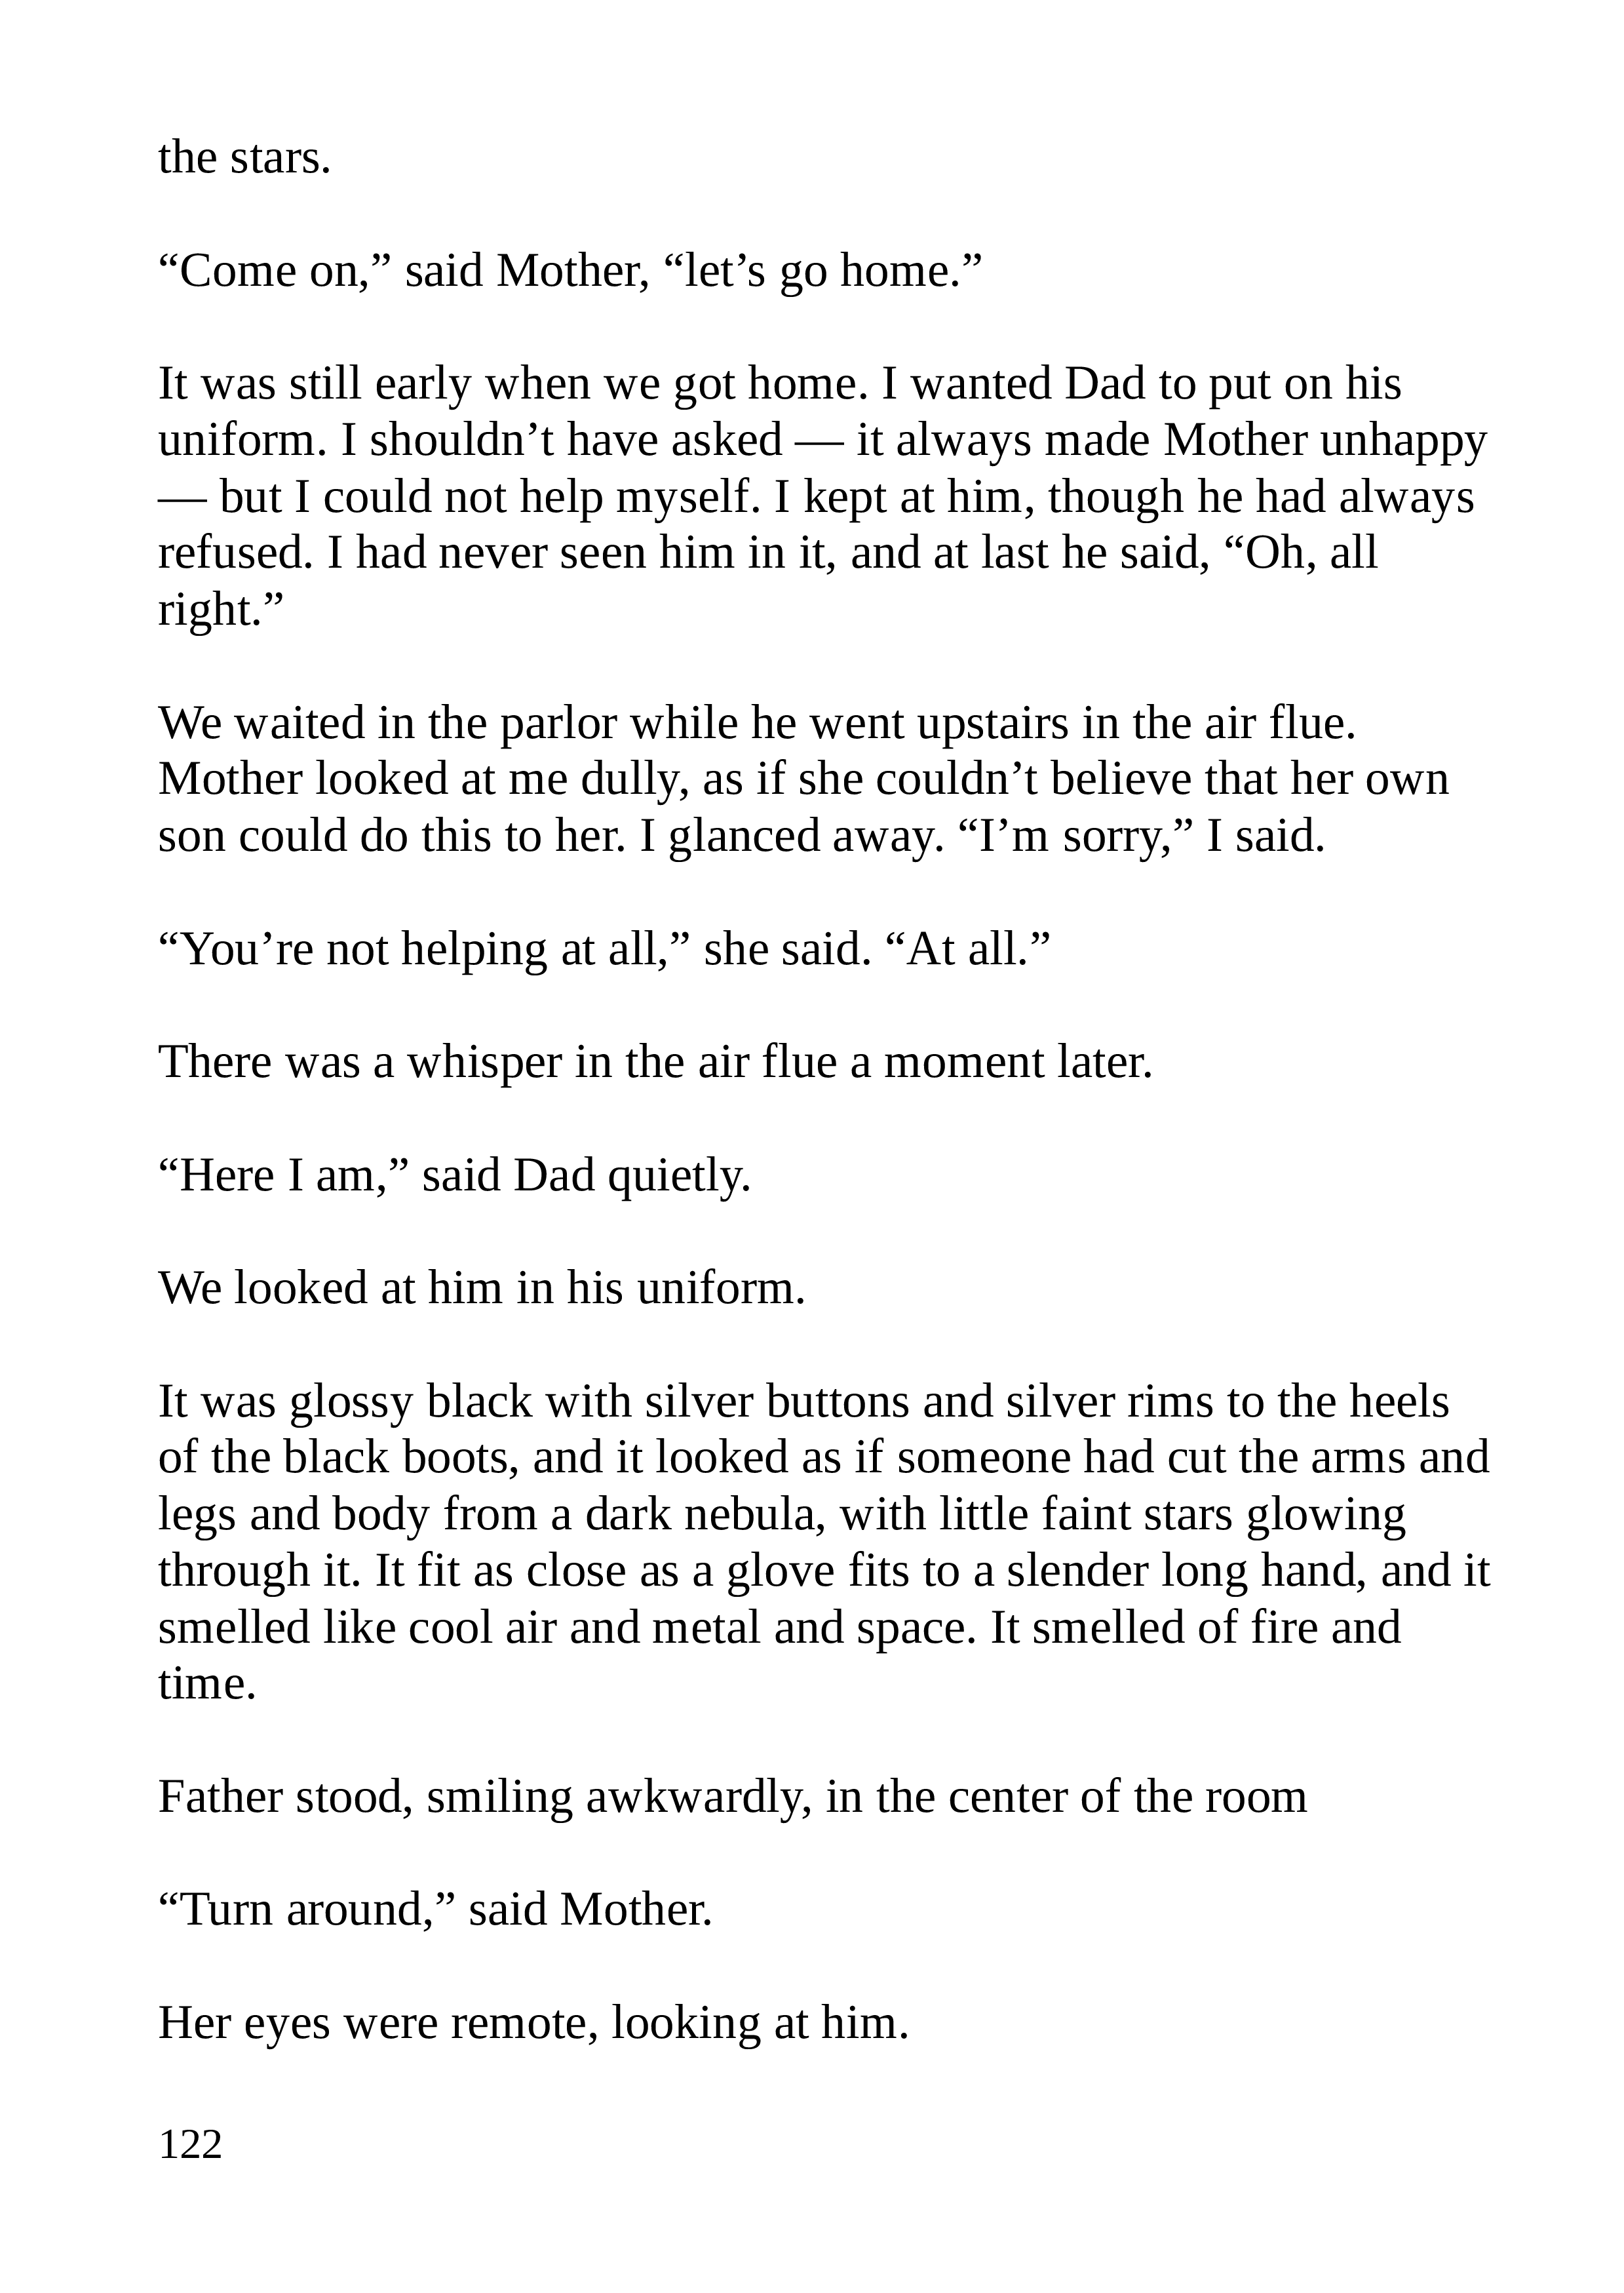 the stars.
“Come on,” said Mother, “let’s go home.”
It was still early when we got home. I wanted Dad to put on his
uniform. I shouldn’t have asked — it always made Mother unhappy
— but I could not help myself. I kept at him, though he had always
refused. I had never seen him in it, and at last he said, “Oh, all
right.”
We waited in the parlor while he went upstairs in the air flue.
Mother looked at me dully, as if she couldn’t believe that her own
son could do this to her. I glanced away. “I’m sorry,” I said.
“You’re not helping at all,” she said. “At all.”
There was a whisper in the air flue a moment later.
“Here I am,” said Dad quietly.
We looked at him in his uniform.
It was glossy black with silver buttons and silver rims to the heels
of the black boots, and it looked as if someone had cut the arms and
legs and body from a dark nebula, with little faint stars glowing
through it. It fit as close as a glove fits to a slender long hand, and it
smelled like cool air and metal and space. It smelled of fire and
time.
Father stood, smiling awkwardly, in the center of the room
“Turn around,” said Mother.
Her eyes were remote, looking at him.
122